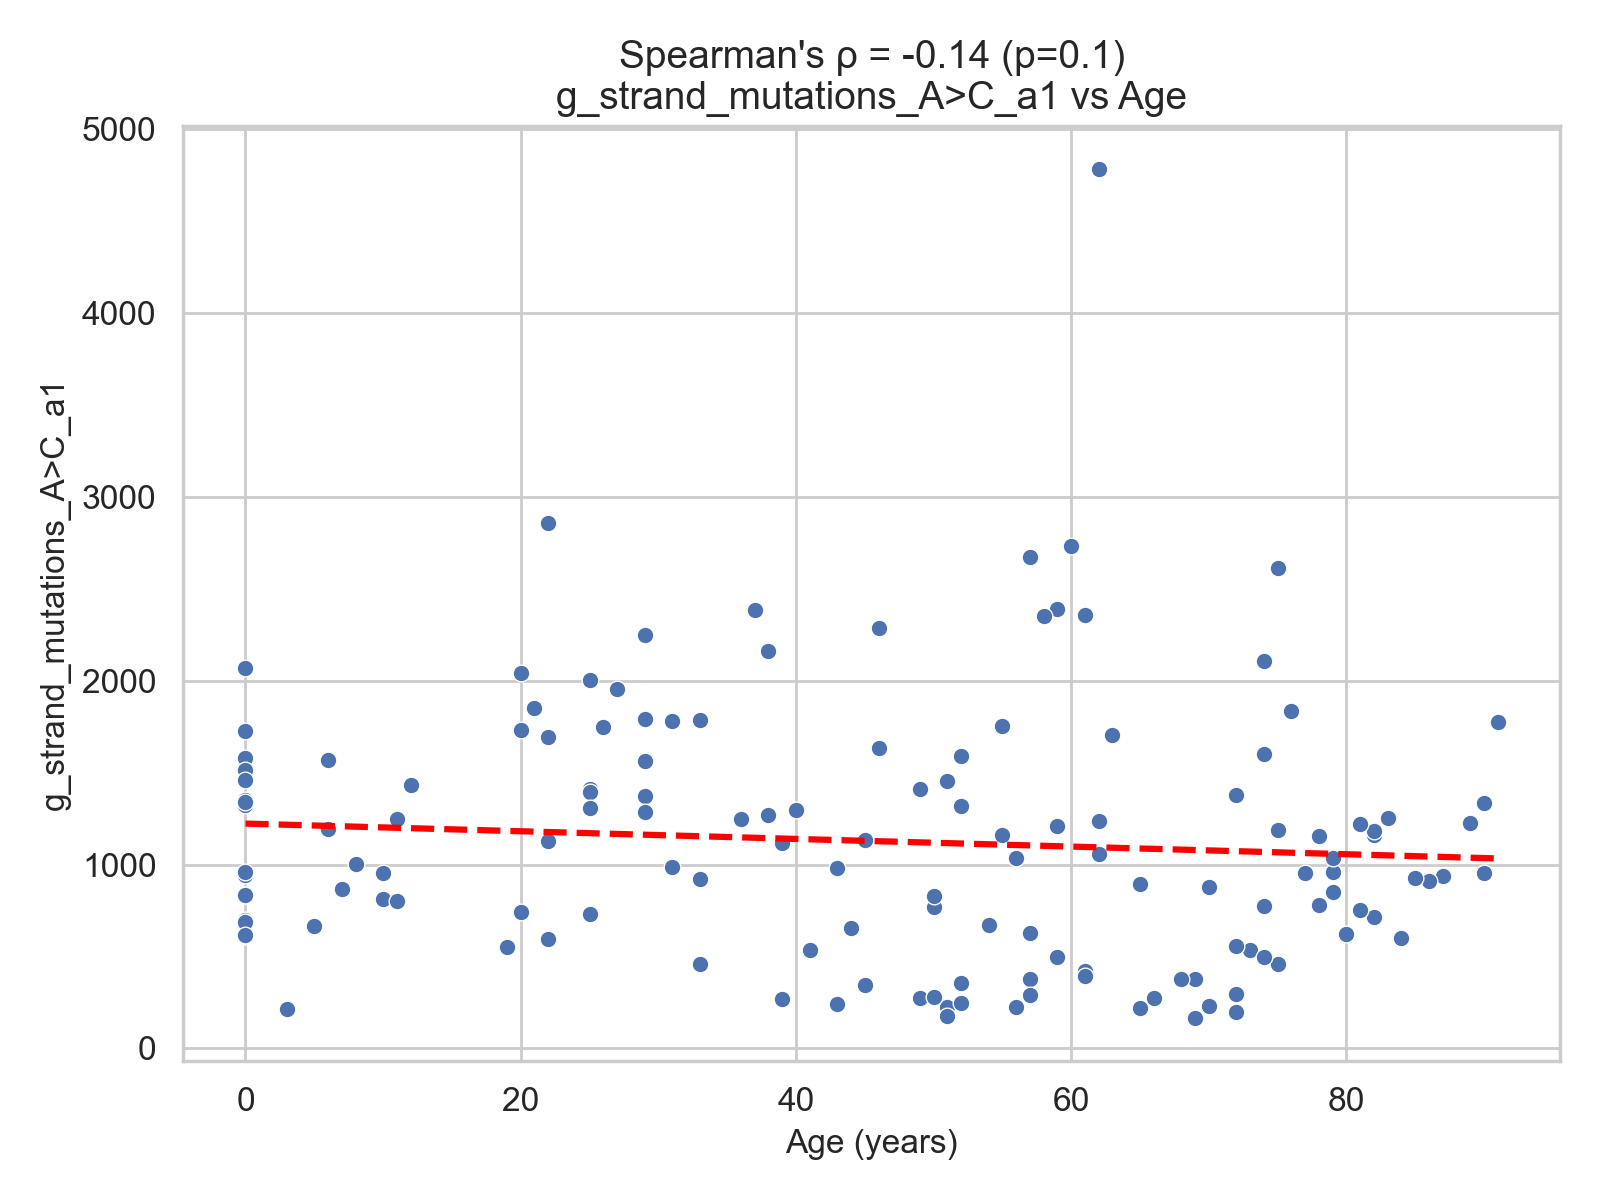 Spearman's ρ = -0.14 (p=0.1)
g_strand_mutations_A>C_a1 vs Age
5000
4000
3000
2000
1000
0
g_strand_mutations_A>C_a1
0 20 40 60 80
Age (years)